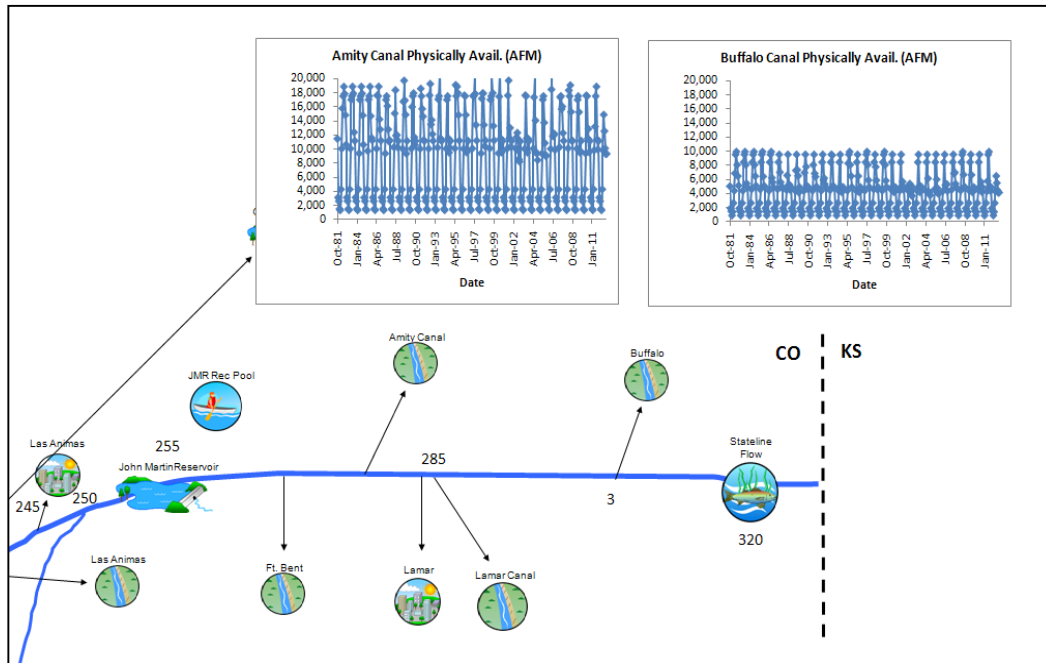 Amity Canal Physically Avail. (AFM)
20,000
18,000
16,000
14,000
12,000
10,000
8,000
6,000
4,000
2,000
0
Oct-81
Jan-84
Apr-86
Jul-88
Oct-90
Jan-93
Apr-95
Jul-97
Oct-99
Jan-02
Apr-04
Jul-06
Oct-08
Jan-11
Date
Buffalo Canal Physically Avail. (AFM)
20,000
18,000
16,000
14,000
12,000
10,000
8,000
6,000
4,000
2,000
0
Oct-81
Jan-84
Apr-86
Jul-88
Oct-90
Jan-93
Apr-95
Jul-97
Oct-99
Jan-02
Apr-04
Jul-06
Oct-08
Jan-11
Date
Amity Canal
Buffalo
CO
KS
JMR Rec Pool
Las Animas
255
John MartinReservoir
285
Stateline
Flow
245
250
3
320
Las Animas
Ft. Bent
Lamar
Lamar Canal